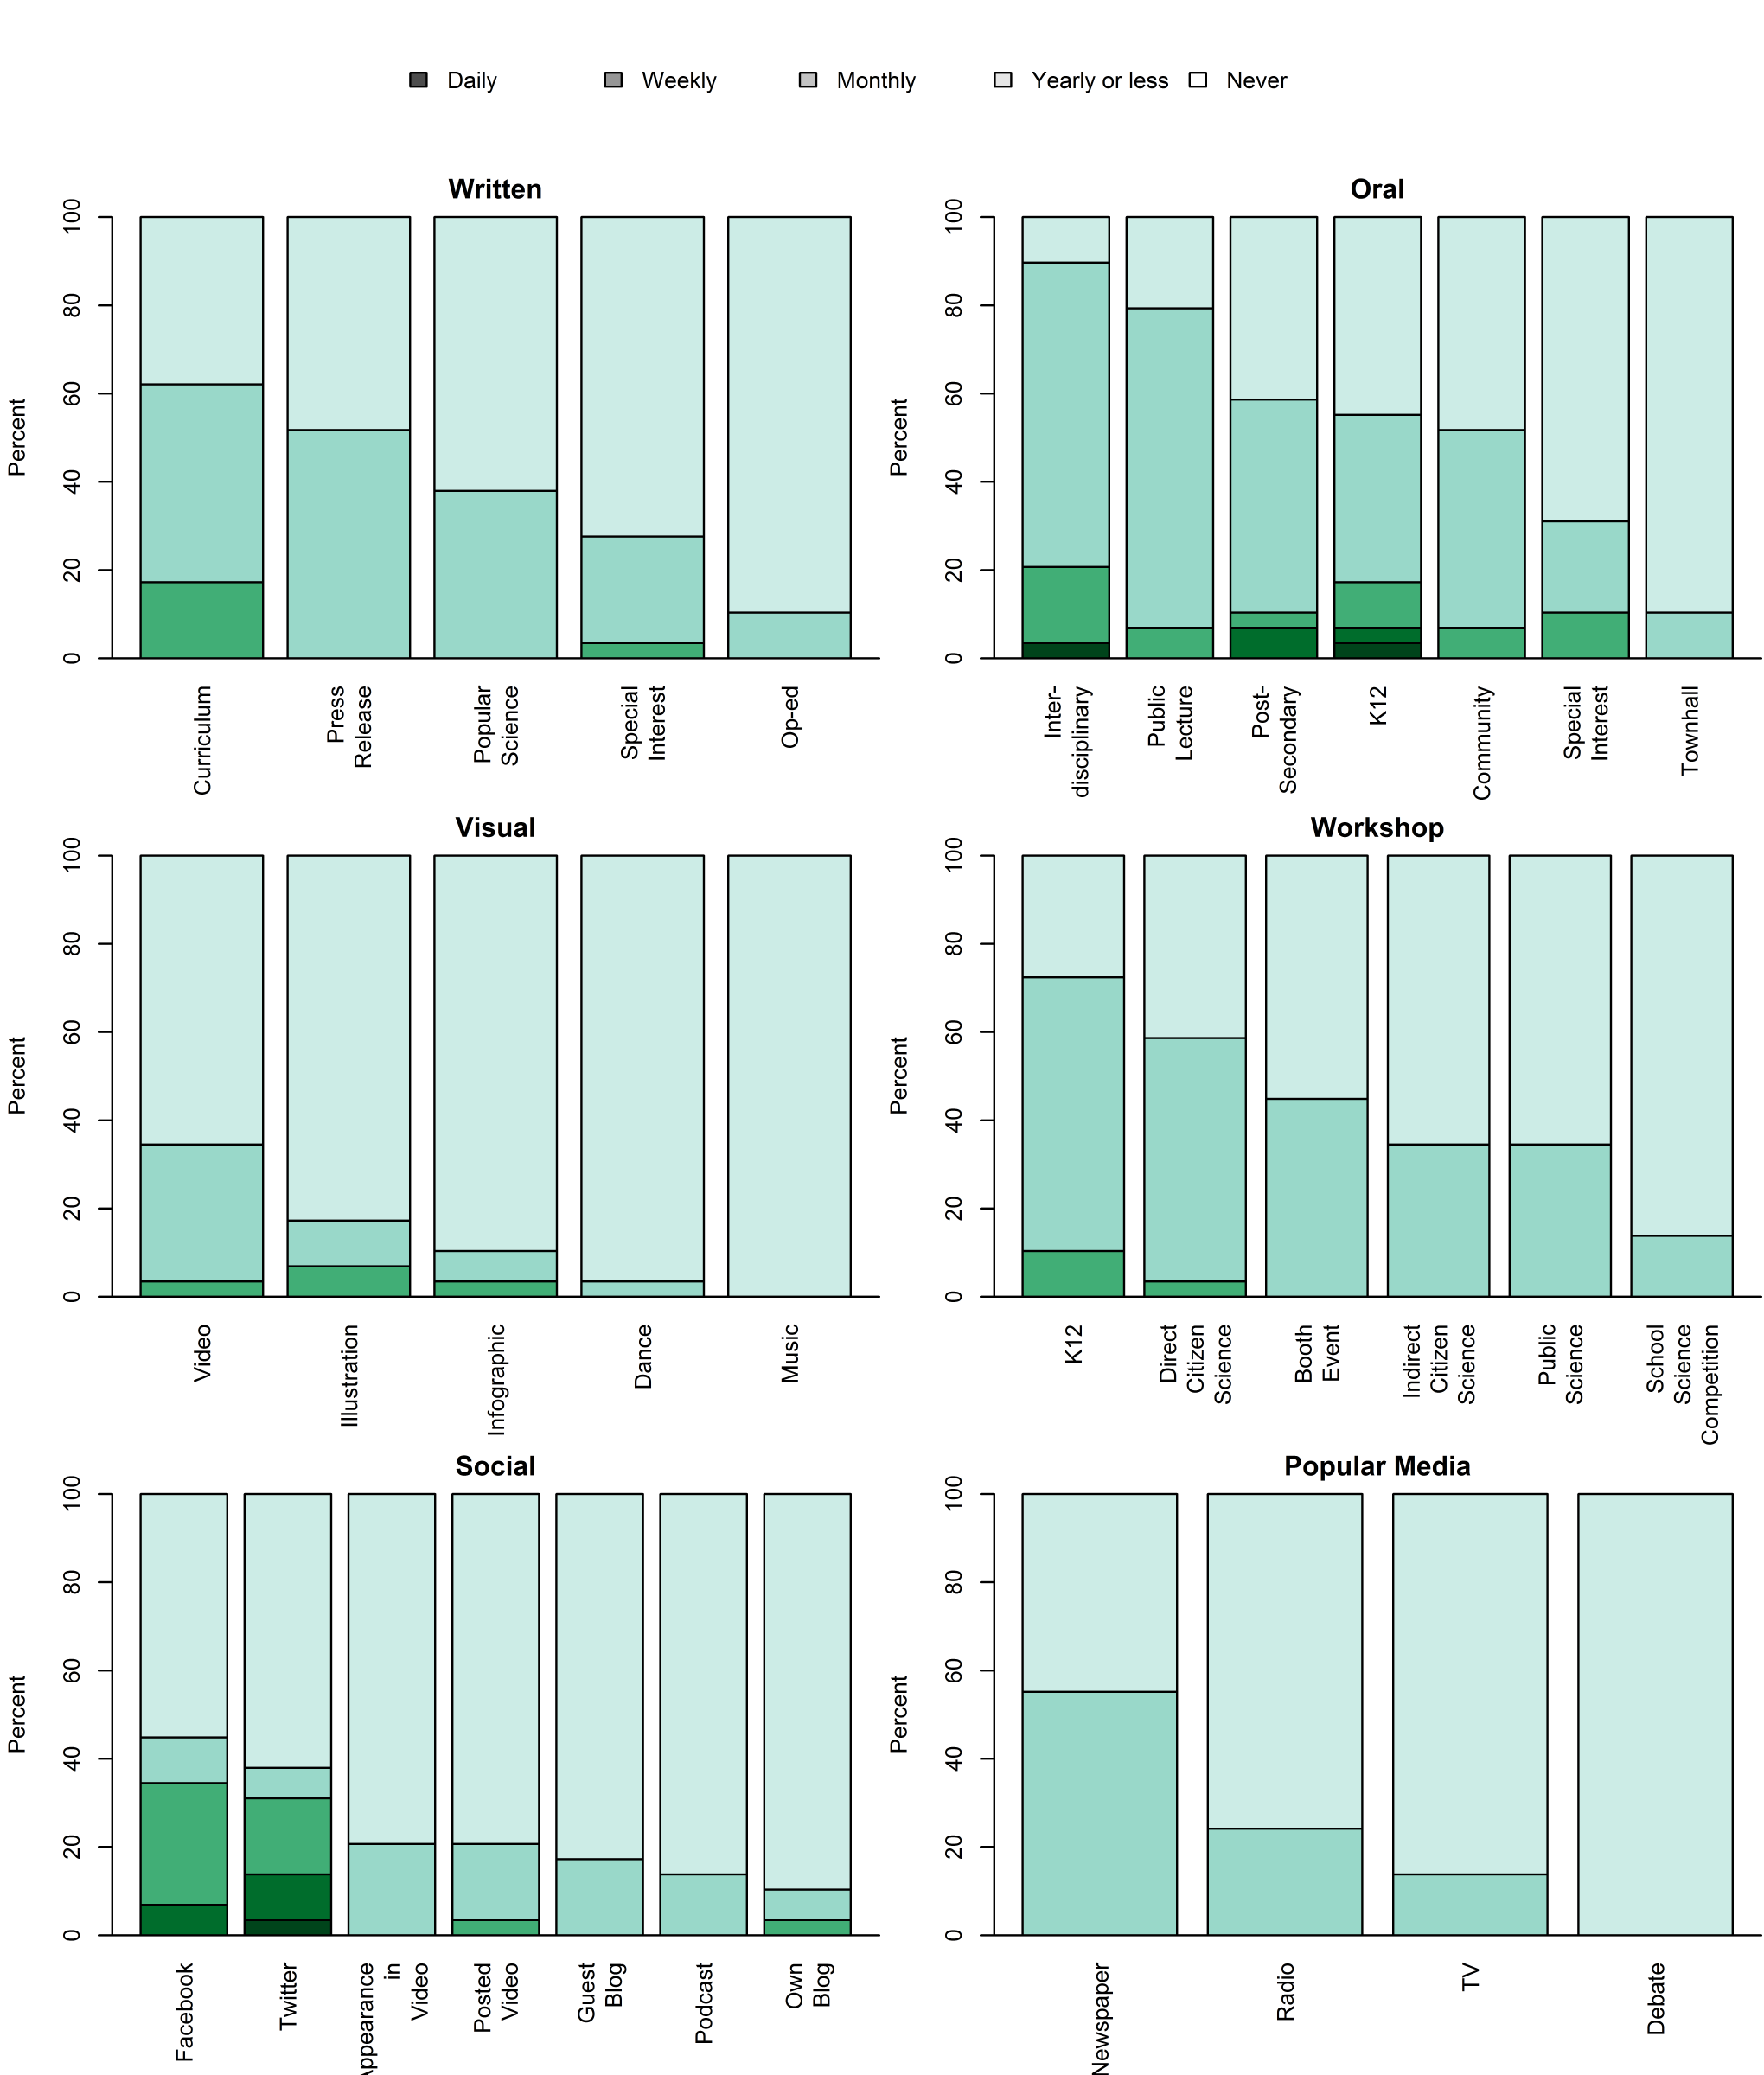 Daily Weekly Monthly Yearly or less Never
Written
Percent
0 20 40 60 80 100
Curriculum
Press
Release
Popular
Science
Special
Interest
Op-ed
Oral
Percent
0 20 40 60 80 100
Inter-
disciplinary
Public
Lecture
Post-
Secondary
K12
Community
Special
Interest
Townhall
Visual
Percent
0 20 40 60 80 100
Video
Illustration
Infographic
Dance
Music
Workshop
Percent
0 20 40 60 80 100
K12
Direct
Citizen
Science
Booth
Event
Indirect
Citizen
Science
Public
Science
School
Science
Competition
Social
Percent
0 20 40 60 80 100
Facebook
Twitter
Appearance
in
Video
Posted
Video
Guest
Blog
Podcast
Own
Blog
Popular Media
Percent
0 20 40 60 80 100
Newspaper
Radio
TV
Debate